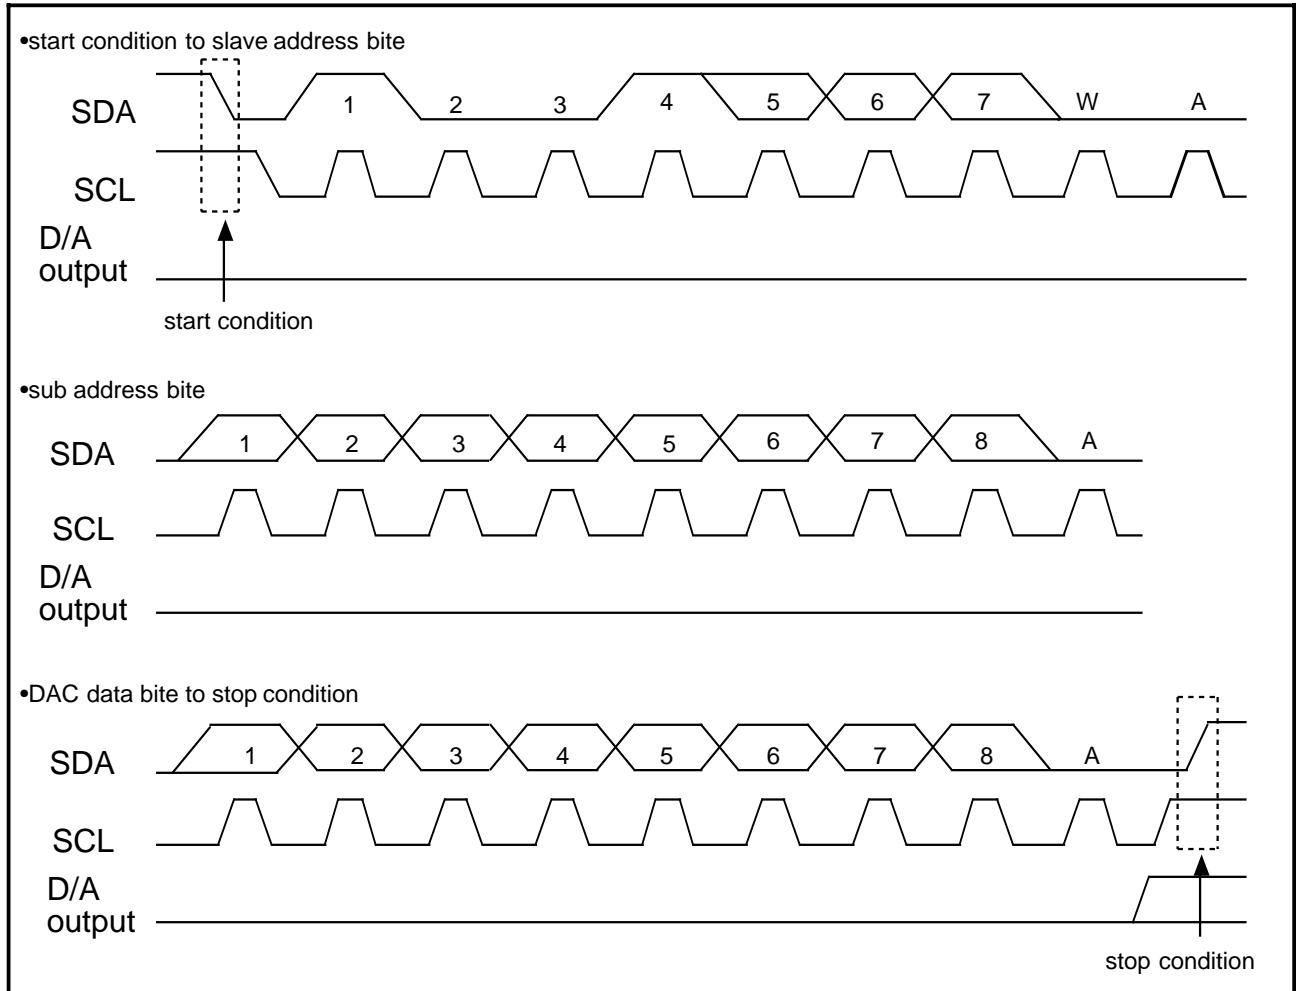 •start condition to slave address bite
SDA 1 2 3 4 5 6 7 W A
SCL
D/A
output
start condition
•sub address bite
SDA 1 2 3 4 5 6 7 8 A
SCL
D/A
output
•DAC data bite to stop condition
SDA 1 2 3 4 5 6 7 8 A
SCL
D/A
output
stop condition